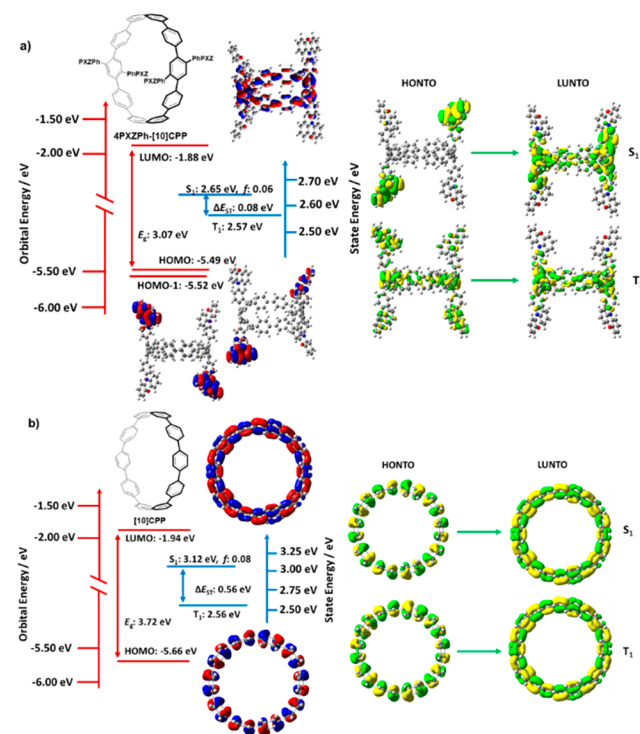 a)
PXZPh
PhPXZ
PXZPh
PhPXZ
4PXZPh-[10]CPP
Orbital Energy / eV
-1.50 eV
-2.00 eV
-5.50 eV
-6.00 eV
LUMO: -1.88 eV
S1: 2.65 eV, f: 0.06
ΔEST: 0.08 eV
T1: 2.57 eV
Eg: 3.07 eV
HOMO: -5.49 eV
HOMO-1: -5.52 eV
2.70 eV
2.60 eV
2.50 eV
State Energy / eV
HONTO
LUNTO
S1
T
b)
[10]CPP
Orbital Energy / eV
-1.50 eV
-2.00 eV
-5.50 eV
-6.00 eV
LUMO: -1.94 eV
S1: 3.12 eV, f: 0.08
ΔEST: 0.56 eV
T1: 2.56 eV
Eg: 3.72 eV
HOMO: -5.66 eV
3.25 eV
3.00 eV
2.75 eV
2.50 eV
State Energy / eV
HONTO
LUNTO
S1
T1